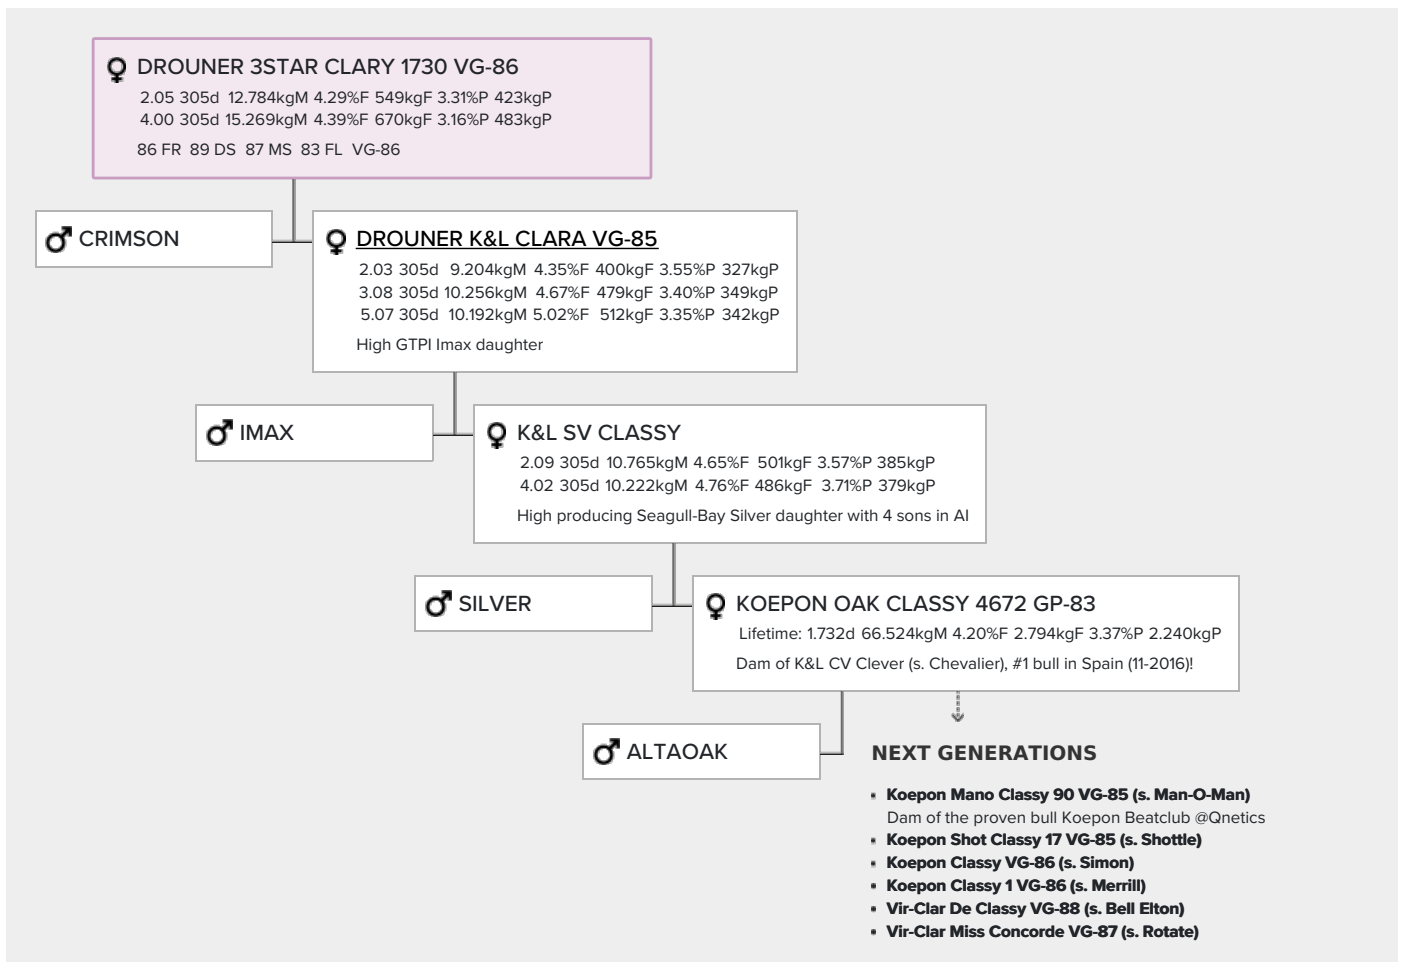 DROUNER 3STAR CLARY 1730 VG-86
2.05 305d 12.784kgM 4.29%F 549kgF 3.31%P 423kgP
4.00 305d 15.269kgM 4.39%F 670kgF 3.16%P 483kgP
86 FR 89 DS 87 MS 83 FL VG-86
CRIMSON
DROUNER K&L CLARA VG-85
2.03 305d 9.204kgM 4.35%F 400kgF 3.55%P 327kgP
3.08 305d 10.256kgM 4.67%F 479kgF 3.40%P 349kgP
5.07 305d 10.192kgM 5.02%F 512kgF 3.35%P 342kgP
High GTPI Imax daughter
IMAX
K&L SV CLASSY
2.09 305d 10.765kgM 4.65%F 501kgF 3.57%P 385kgP
4.02 305d 10.222kgM 4.76%F 486kgF 3.71%P 379kgP
High producing Seagull-Bay Silver daughter with 4 sons in AI
SILVER
KOEPON OAK CLASSY 4672 GP-83
Lifetime: 1.732d 66.524kgM 4.20%F 2.794kgF 3.37%P 2.240kgP
Dam of K&L CV Clever (s. Chevalier), #1 bull in Spain (11-2016)!
ALTAOAK
NEXT GENERATIONS
▪ Koepon Mano Classy 90 VG-85 (s. Man-O-Man)
Dam of the proven bull Koepon Beatclub @Qnetics
▪ Koepon Shot Classy 17 VG-85 (s. Shottle)
▪ Koepon Classy VG-86 (s. Simon)
▪ Koepon Classy 1 VG-86 (s. Merrill)
▪ Vir-Clar De Classy VG-88 (s. Bell Elton)
▪ Vir-Clar Miss Concorde VG-87 (s. Rotate)